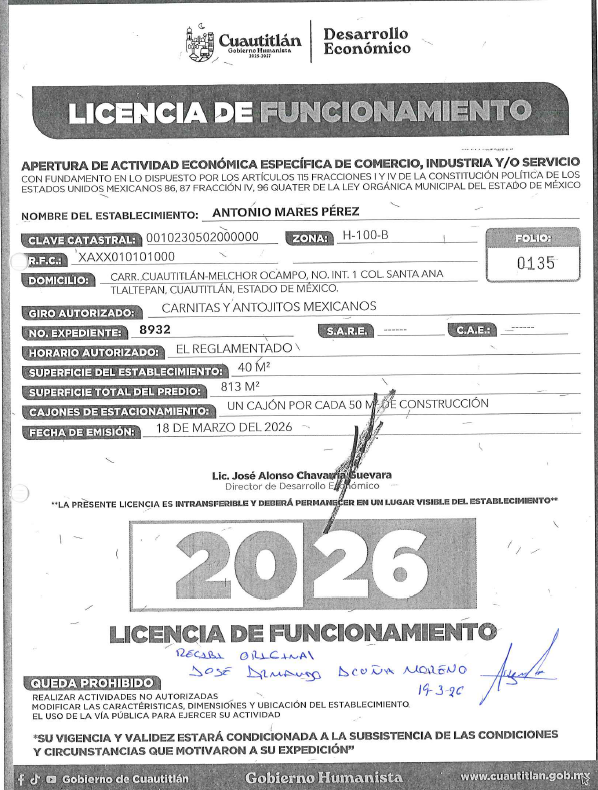 Cuautitlán
Gobierno Humanista
2025-2027
Desarrollo
Económico
LICENCIA DE FUNCIONAMIENTO
APERTURA DE ACTIVIDAD ECONÓMICA ESPECÍFICA DE COMERCIO, INDUSTRIA Y/O SERVICIO
CON FUNDAMENTO EN LO DISPUESTO POR LOS ARTÍCULOS 115 FRACCIONES I Y IV DE LA CONSTITUCIÓN POLÍTICA DE LOS
ESTADOS UNIDOS MEXICANOS 86, 87 FRACCIÓN IV, 96 QUATER DE LA LEY ORGÁNICA MUNICIPAL DEL ESTADO DE MÉXICO
NOMBRE DEL ESTABLECIMIENTO: ANTONIO MARES PÉREZ
CLAVE CATASTRAL: 0010230502000000 ZONA: H-100-B FOLIO:
R.F.C.: XAXX010101000 0135
DOMICILIO: CARR. CUAUTITLÁN-MELCHOR OCAMPO, NO. INT. 1 COL. SANTA ANA
TLALTEPAN, CUAUTITLÁN, ESTADO DE MÉXICO.
GIRO AUTORIZADO: CARNITAS Y ANTOJITOS MEXICANOS
NO. EXPEDIENTE: 8932 S.A.R.E. ------ C.A.E.: ------
HORARIO AUTORIZADO: EL REGLAMENTADO
SUPERFICIE DEL ESTABLECIMIENTO: 40 M²
SUPERFICIE TOTAL DEL PREDIO: 813 M²
CAJONES DE ESTACIONAMIENTO: UN CAJÓN POR CADA 50 M² DE CONSTRUCCIÓN
FECHA DE EMISIÓN: 18 DE MARZO DEL 2026
Lic. José Alonso Chavarría Guevara
Director de Desarrollo Económico
**LA PRESENTE LICENCIA ES INTRANSFERIBLE Y DEBERÁ PERMANECER EN UN LUGAR VISIBLE DEL ESTABLECIMIENTO**
2026
LICENCIA DE FUNCIONAMIENTO
RECIBI ORIGINAL
JOSÉ ARMANDO ACOÑA MORENO
19-3-26
QUEDA PROHIBIDO
REALIZAR ACTIVIDADES NO AUTORIZADAS
MODIFICAR LAS CARACTERÍSTICAS, DIMENSIONES Y UBICACIÓN DEL ESTABLECIMIENTO
EL USO DE LA VÍA PÚBLICA PARA EJERCER SU ACTIVIDAD
"SU VIGENCIA Y VALIDEZ ESTARÁ CONDICIONADA A LA SUBSISTENCIA DE LAS CONDICIONES
Y CIRCUNSTANCIAS QUE MOTIVARON A SU EXPEDICIÓN"
Gobierno de Cuautitlán Gobierno Humanista www.cuautitlan.gob.mx